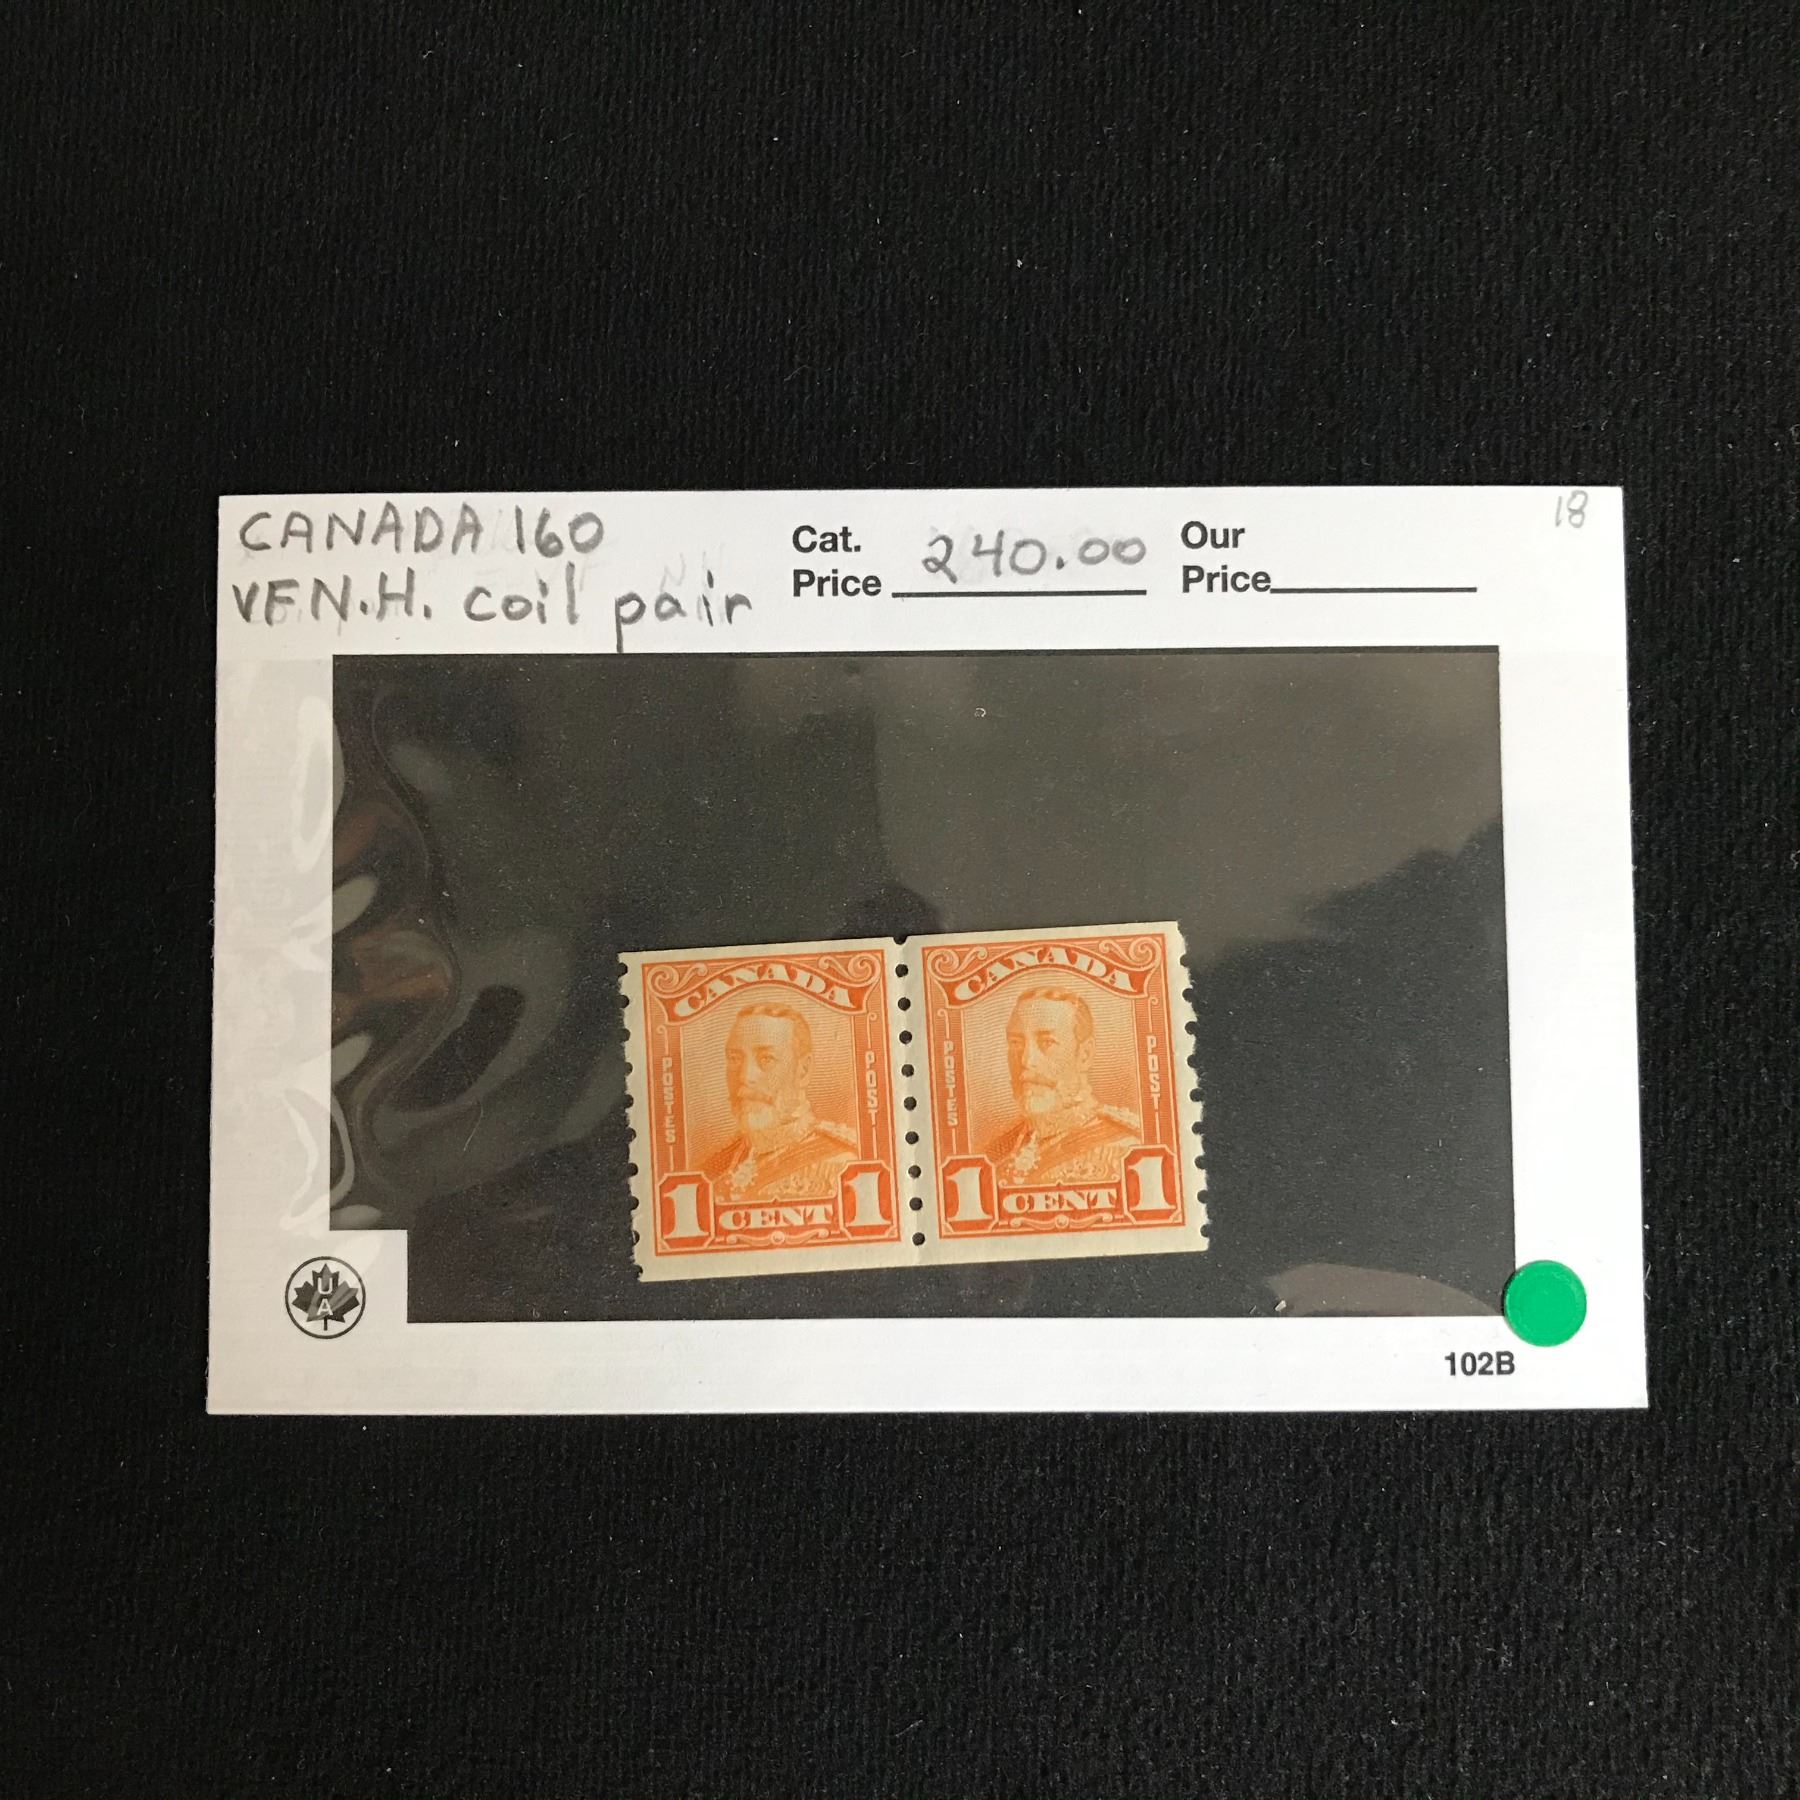 CANADA 160
VF N.H. coil pair
Cat.
Price 240.00
Our
Price
18
CANADA
POSTES
POST
1 CENT 1
CANADA
POSTES
POST
1 CENT 1
UAI
102B